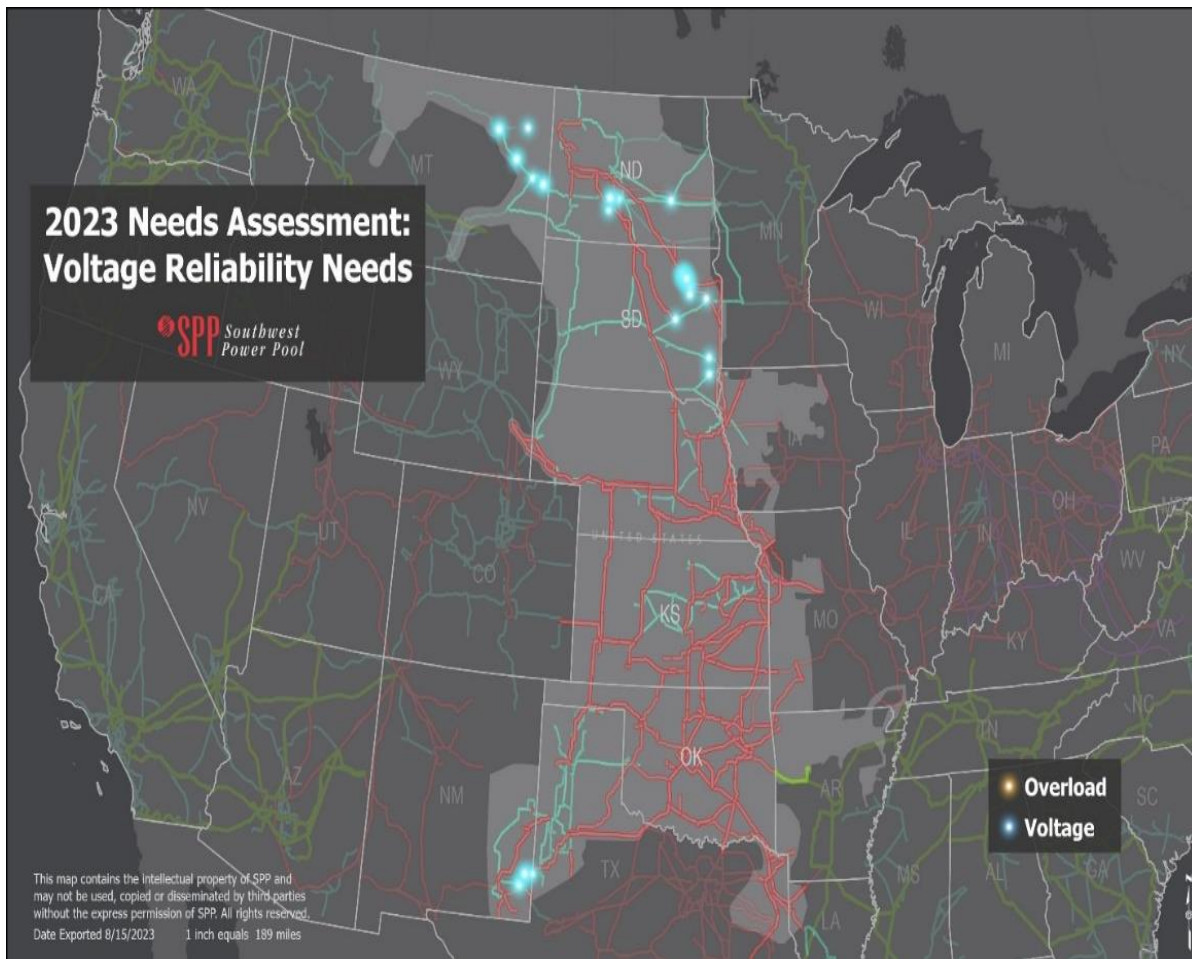 WA
MT
ND
MN
2023 Needs Assessment:
Voltage Reliability Needs
SPP Southwest
Power Pool
SD
WI
MI
NY
WY
IA
PA
NV
UT
CO
UNITED STATES
IL
IN
OH
WV
CA
KS
MO
KY
VA
AZ
NM
OK
AR
TN
NC
Overload
Voltage
SC
TX
MS
AL
GA
LA
This map contains the intellectual property of SPP and
may not be used, copied or disseminated by third parties
without the express permission of SPP. All rights reserved.
Date Exported 8/15/2023 1 inch equals 189 miles